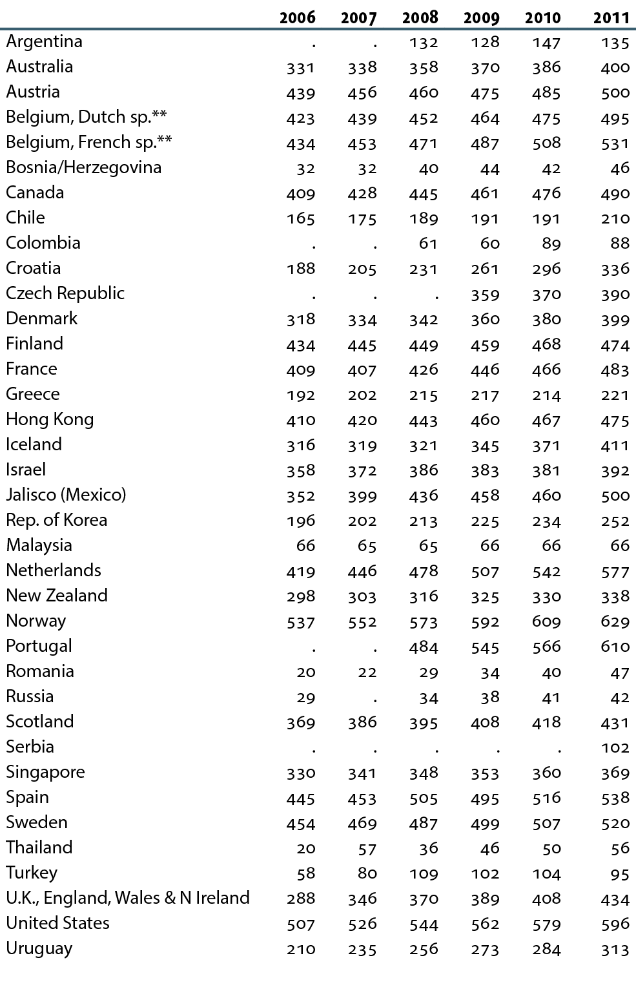 2006 2007 2008 2009 2010 2011
Argentina . . 132 128 147 135
Australia 331 338 358 370 386 400
Austria 439 456 460 475 485 500
Belgium, Dutch sp.** 423 439 452 464 475 495
Belgium, French sp.** 434 453 471 487 508 531
Bosnia/Herzegovina 32 32 40 44 42 46
Canada 409 428 445 461 476 490
Chile 165 175 189 191 191 210
Colombia . . 61 60 89 88
Croatia 188 205 231 261 296 336
Czech Republic . . . 359 370 390
Denmark 318 334 342 360 380 399
Finland 434 445 449 459 468 474
France 409 407 426 446 466 483
Greece 192 202 215 217 214 221
Hong Kong 410 420 443 460 467 475
Iceland 316 319 321 345 371 411
Israel 358 372 386 383 381 392
Jalisco (Mexico) 352 399 436 458 460 500
Rep. of Korea 196 202 213 225 234 252
Malaysia 66 65 65 66 66 66
Netherlands 419 446 478 507 542 577
New Zealand 298 303 316 325 330 338
Norway 537 552 573 592 609 629
Portugal . . 484 545 566 610
Romania 20 22 29 34 40 47
Russia 29 . 34 38 41 42
Scotland 369 386 395 408 418 431
Serbia . . . . . 102
Singapore 330 341 348 353 360 369
Spain 445 453 505 495 516 538
Sweden 454 469 487 499 507 520
Thailand 20 57 36 46 50 56
Turkey 58 80 109 102 104 95
U.K., England, Wales & N Ireland 288 346 370 389 408 434
United States 507 526 544 562 579 596
Uruguay 210 235 256 273 284 313